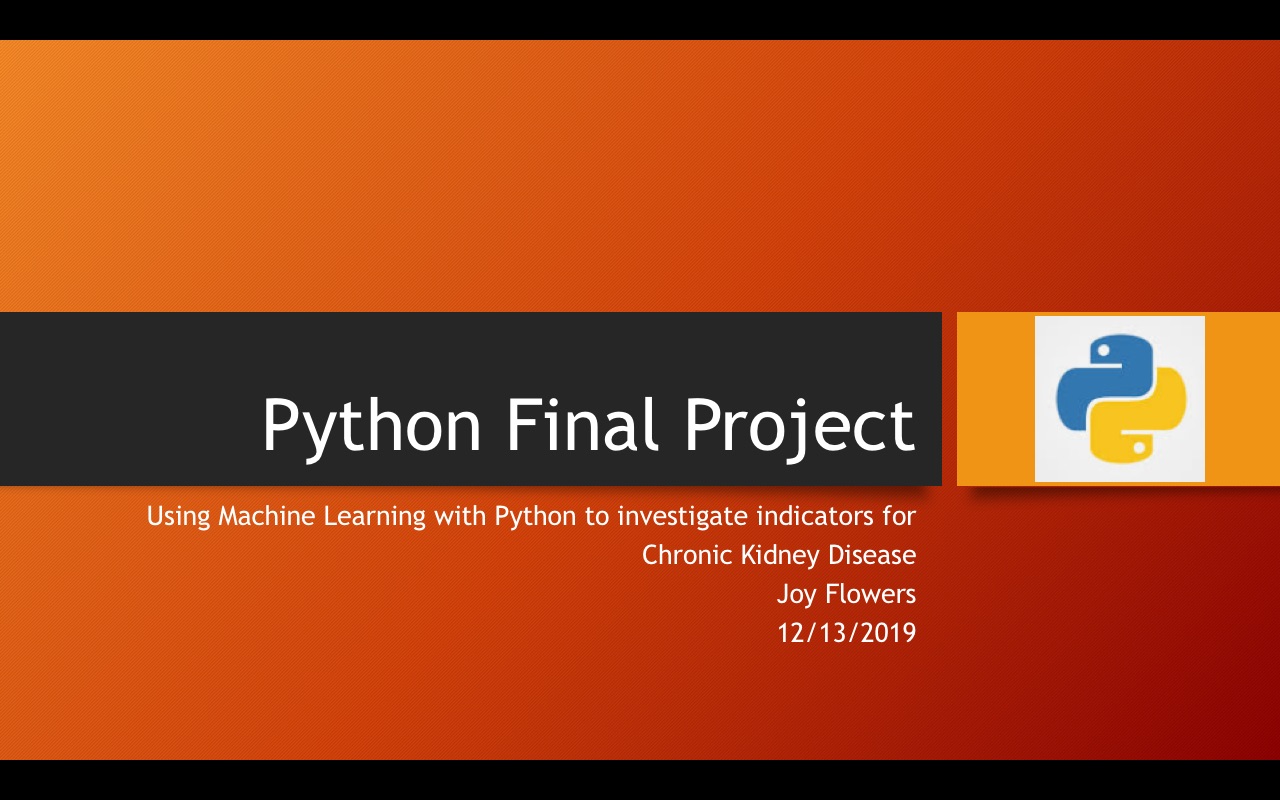 Python Final Project
Using Machine Learning with Python to investigate indicators for
Chronic Kidney Disease
Joy Flowers
12/13/2019